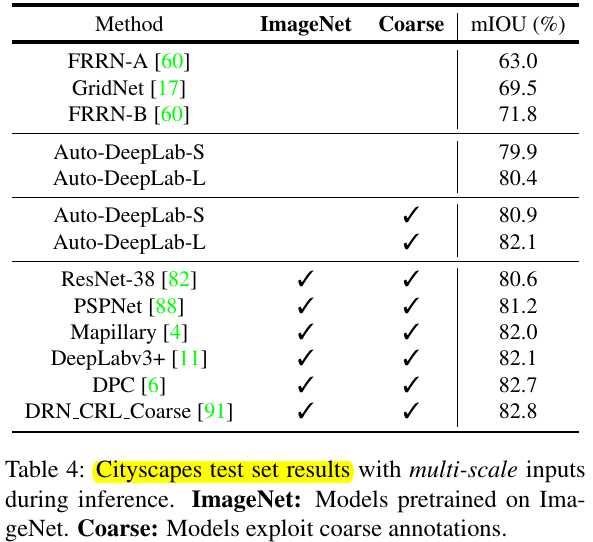 Method ImageNet Coarse mIOU (%)
FRRN-A [60] 63.0
GridNet [17] 69.5
FRRN-B [60] 71.8
Auto-DeepLab-S 79.9
Auto-DeepLab-L 80.4
Auto-DeepLab-S ✓ 80.9
Auto-DeepLab-L ✓ 82.1
ResNet-38 [82] ✓ ✓ 80.6
PSPNet [88] ✓ ✓ 81.2
Mapillary [4] ✓ ✓ 82.0
DeepLabv3+ [11] ✓ ✓ 82.1
DPC [6] ✓ ✓ 82.7
DRN_CRL_Coarse [91] ✓ ✓ 82.8
Table 4: Cityscapes test set results with multi-scale inputs
during inference. ImageNet: Models pretrained on Ima-
geNet. Coarse: Models exploit coarse annotations.